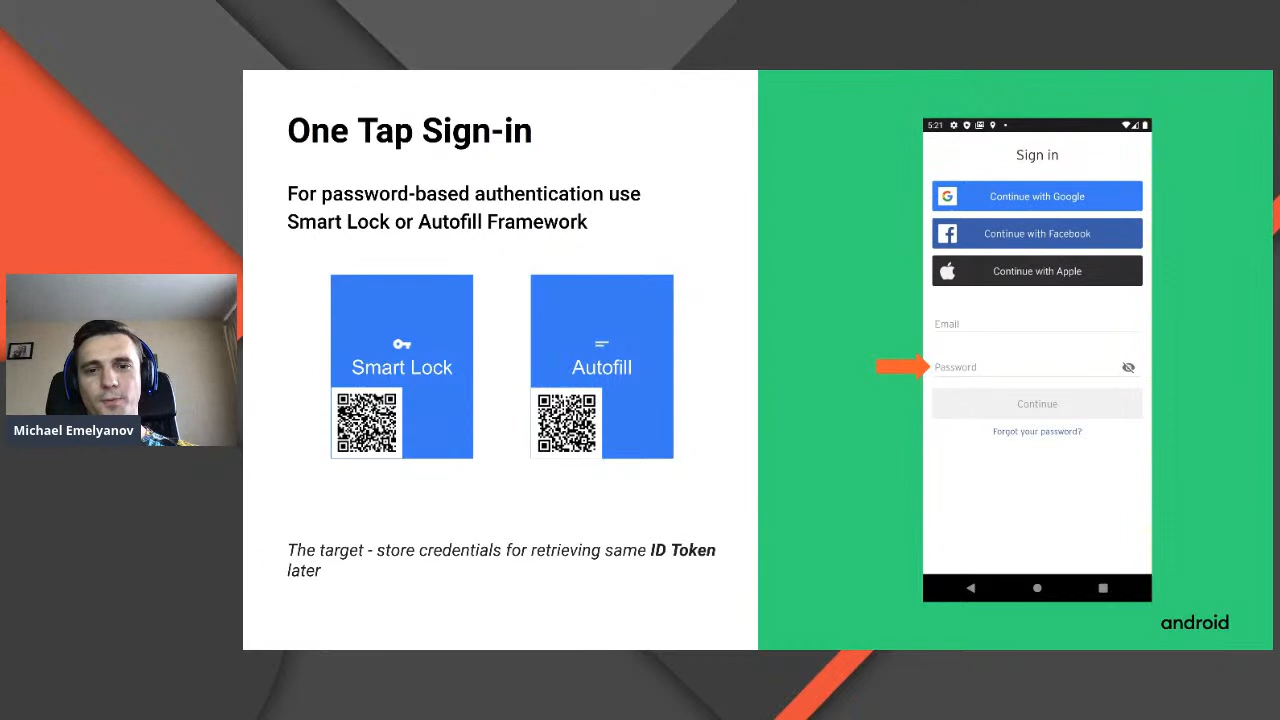 One Tap Sign-in
For password-based authentication use
Smart Lock or Autofill Framework
Smart Lock
Autofill
The target - store credentials for retrieving same ID Token
later
Michael Emelyanov
5:21
Sign in
Continue with Google
Continue with Facebook
Continue with Apple
Email
Password
Continue
Forgot your password?
android